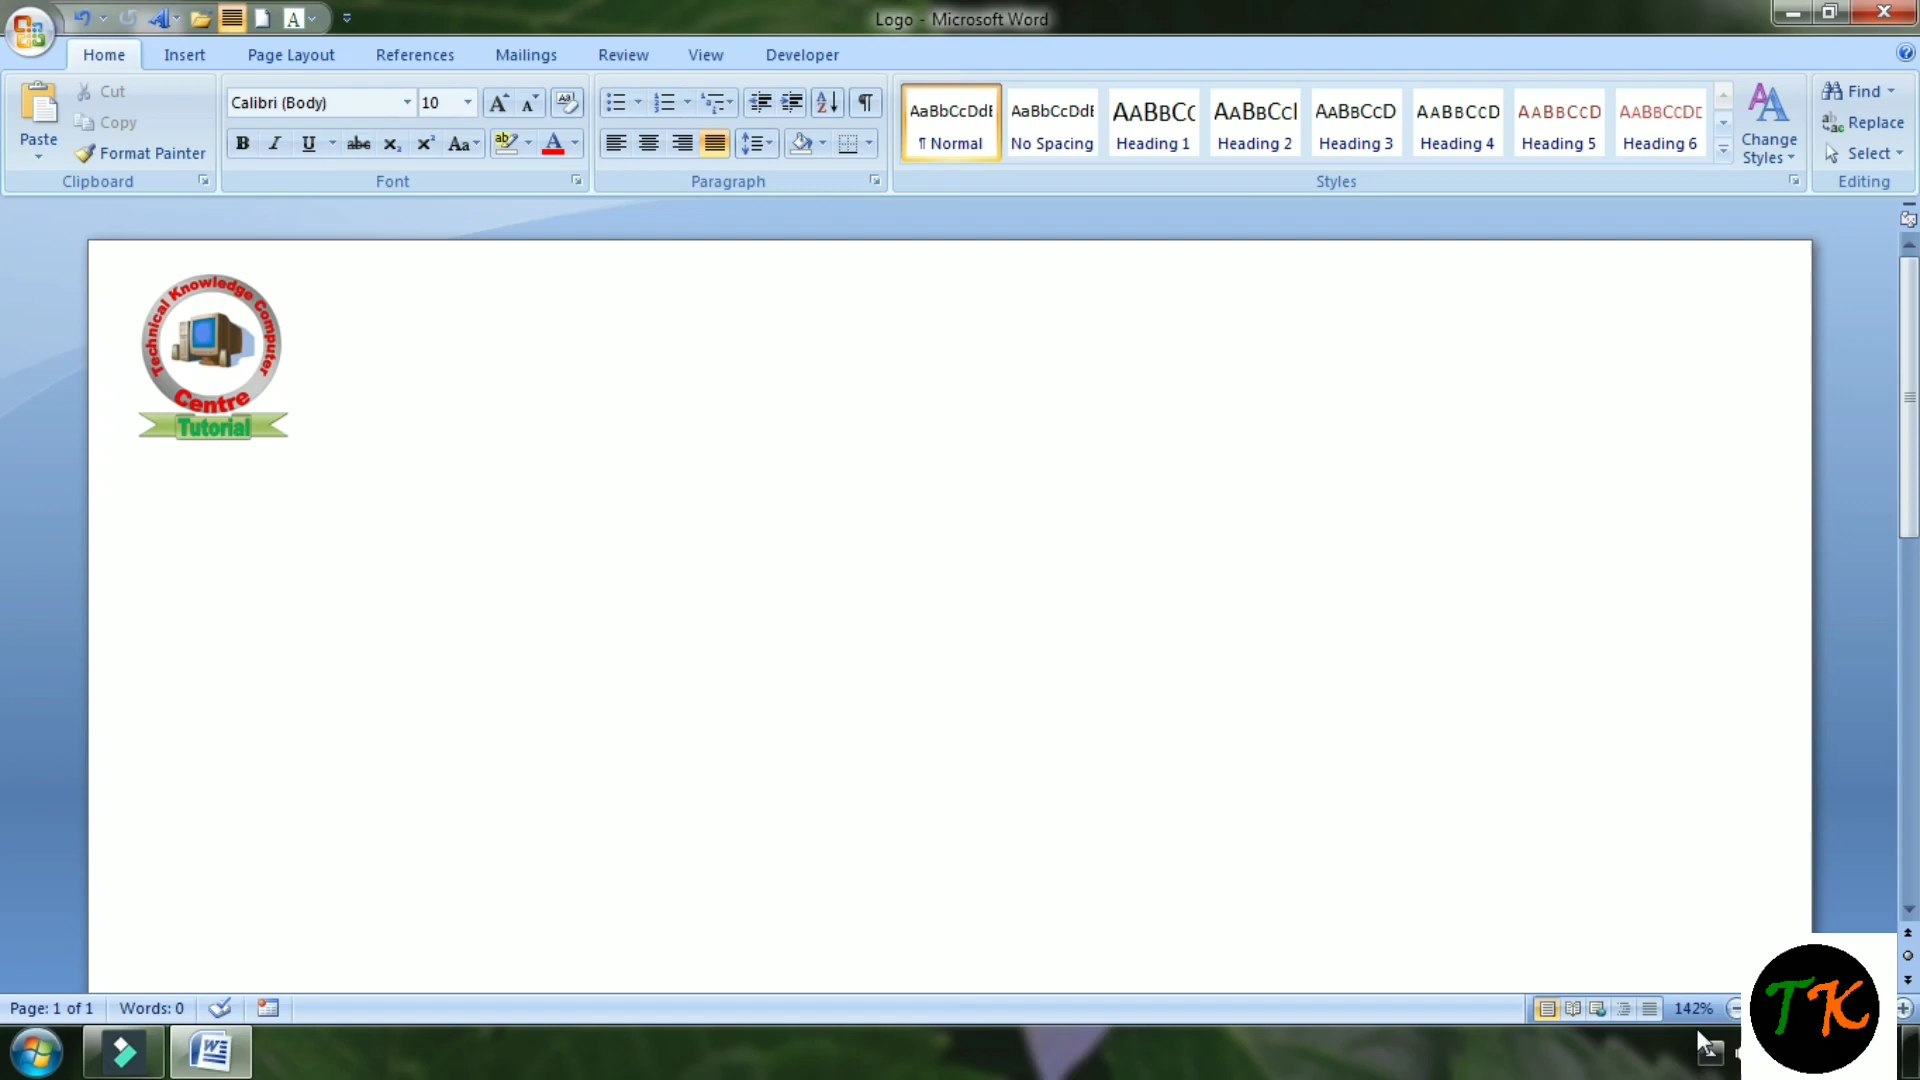 Logo - Microsoft Word
Home Insert Page Layout References Mailings Review View Developer
Paste
Cut
Copy
Format Painter
Clipboard
Calibri (Body) 10
Font
Paragraph
AaBbCcDdE AaBbCcDdE AaBbCc AaBbCcI AaBbCcD AaBbCcD AaBbCcD AaBbCcDd
¶ Normal No Spacing Heading 1 Heading 2 Heading 3 Heading 4 Heading 5 Heading 6
Change Styles
Styles
Find
Replace
Select
Editing
Technical Knowledge Computer
Centre
Tutorial
Page: 1 of 1 Words: 0 142%
TK